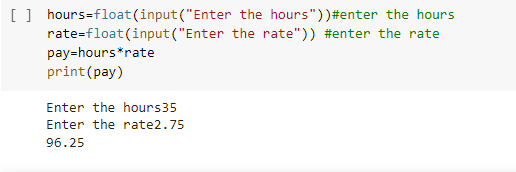 [ ] hours=float(input("Enter the hours"))#enter the hours
rate=float(input("Enter the rate")) #enter the rate
pay=hours*rate
print(pay)
Enter the hours35
Enter the rate2.75
96.25